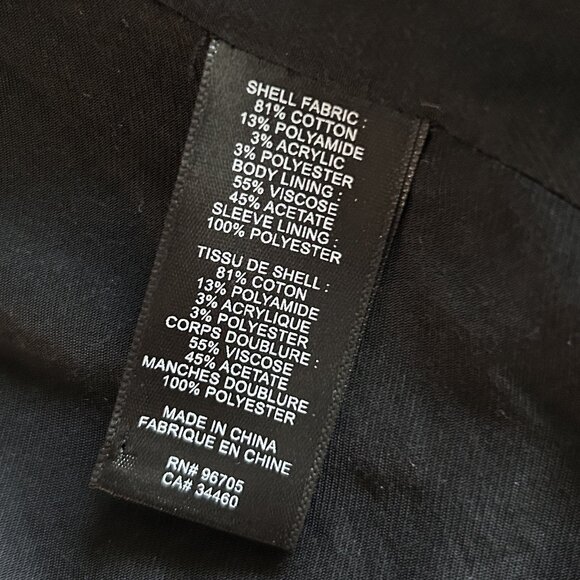 SHELL FABRIC :
81% COTTON
13% POLYAMIDE
3% ACRYLIC
3% POLYESTER
BODY LINING :
55% VISCOSE
45% ACETATE
SLEEVE LINING :
100% POLYESTER
TISSU DE SHELL :
81% COTON
13% POLYAMIDE
3% ACRYLIQUE
3% POLYESTER
CORPS DOUBLURE :
55% VISCOSE
45% ACETATE
MANCHES DOUBLURE :
100% POLYESTER
MADE IN CHINA
FABRIQUE EN CHINE
RN# 96705
CA# 34460